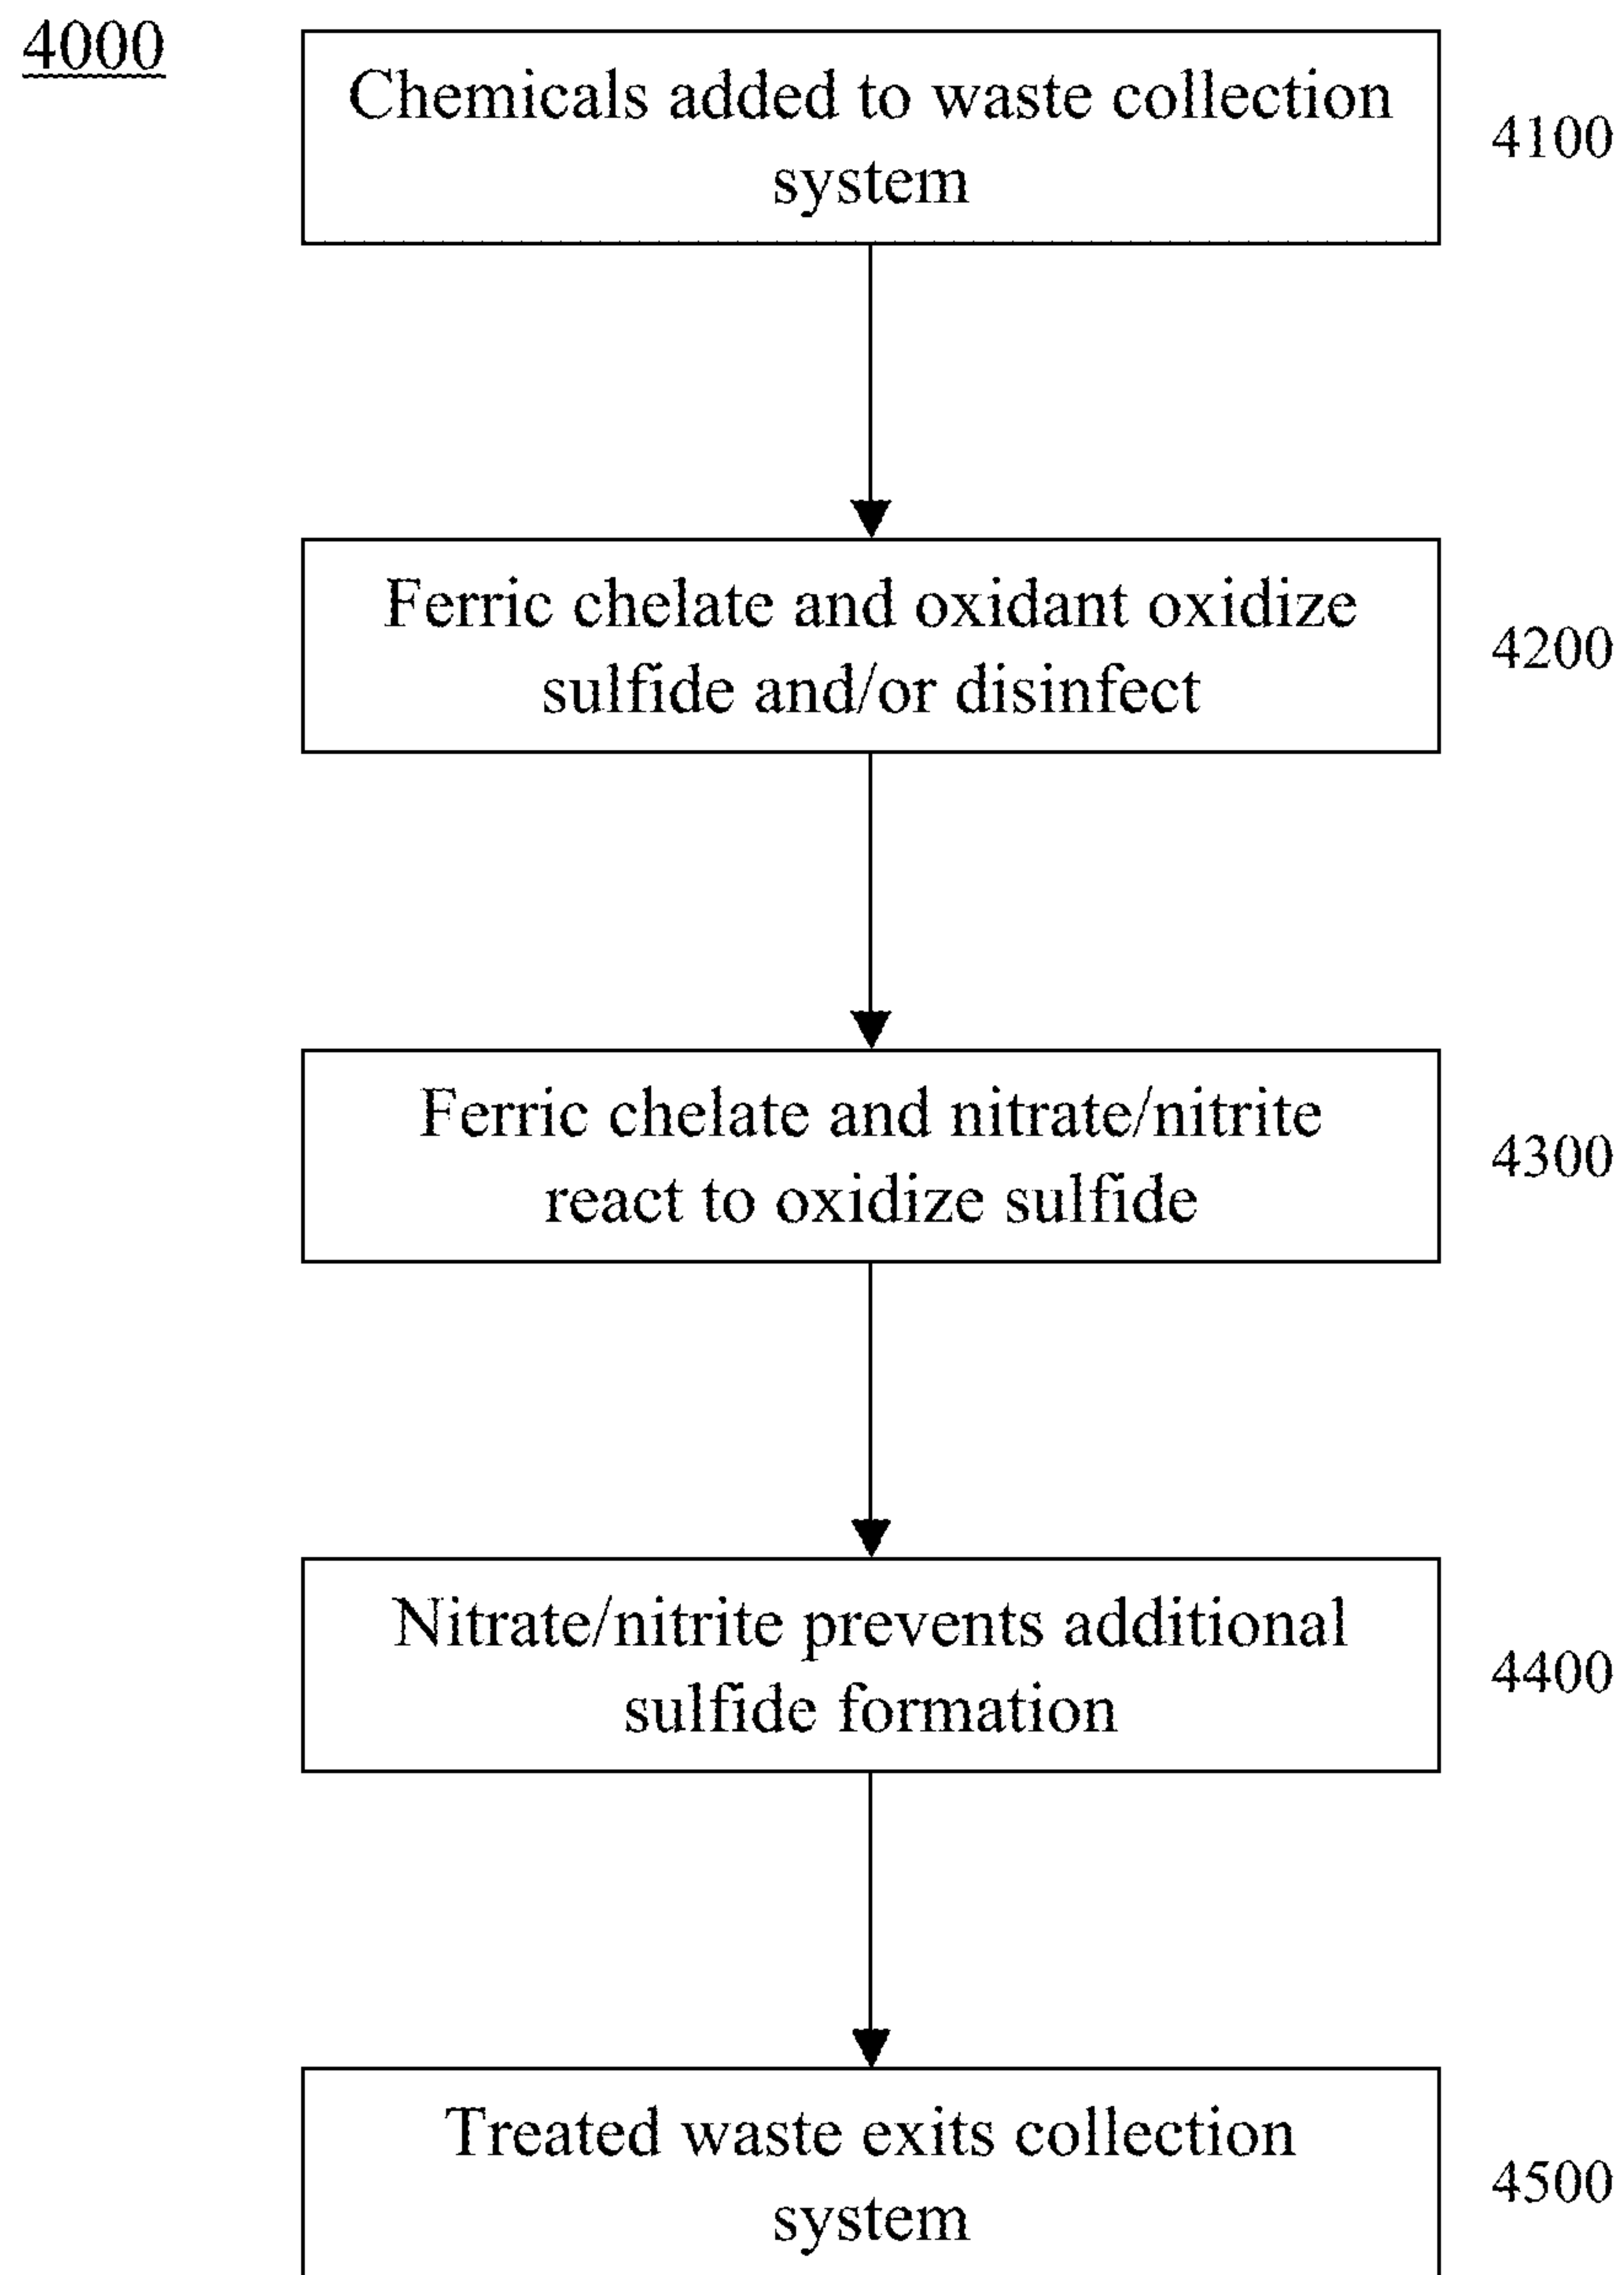 4000
Chemicals added to waste collection
system
4100
Ferric chelate and oxidant oxidize
sulfide and/or disinfect
4200
Ferric chelate and nitrate/nitrite
react to oxidize sulfide
4300
Nitrate/nitrite prevents additional
sulfide formation
4400
Treated waste exits collection
system
4500